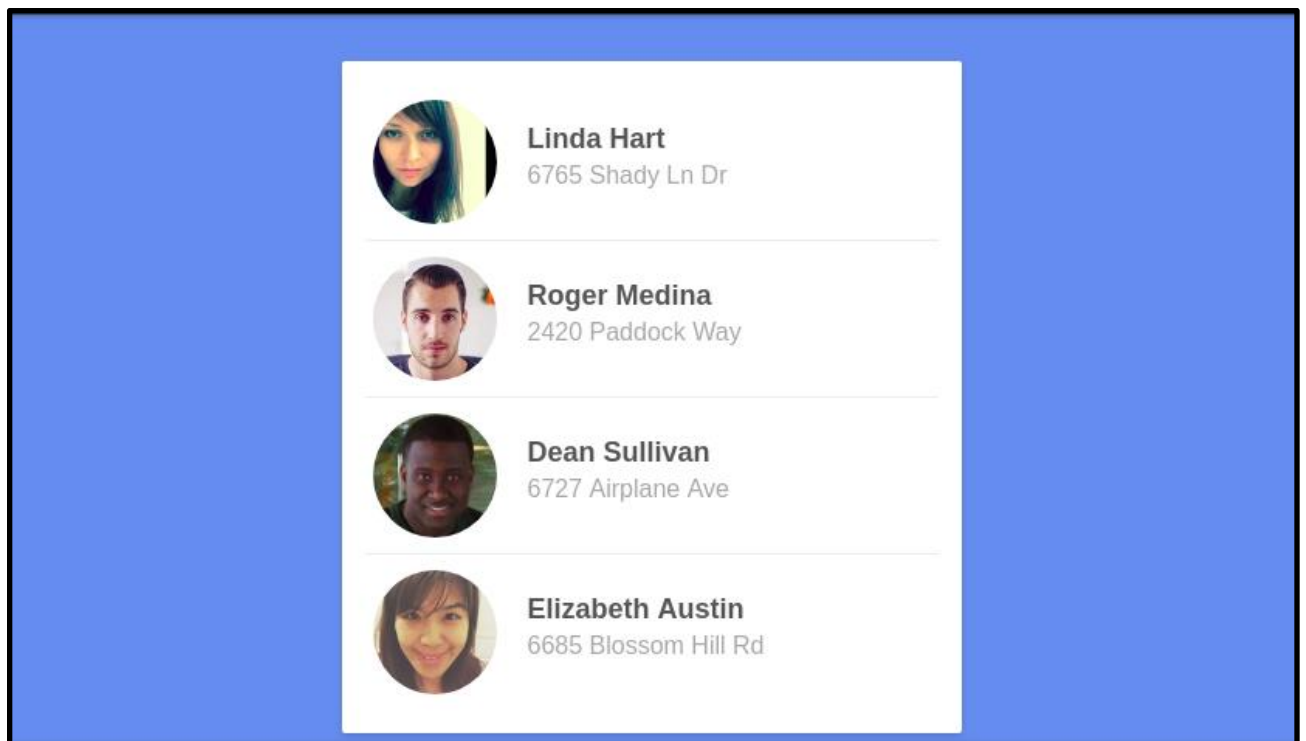 Linda Hart
6765 Shady Ln Dr
Roger Medina
2420 Paddock Way
Dean Sullivan
6727 Airplane Ave
Elizabeth Austin
6685 Blossom Hill Rd